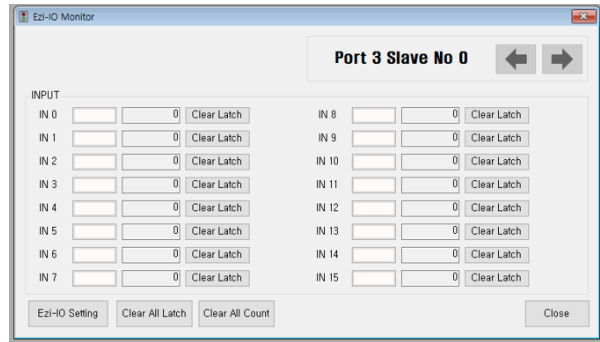 Ezi-IO Monitor
Port 3 Slave No 0
INPUT
IN 0 0 Clear Latch IN 8 0 Clear Latch
IN 1 0 Clear Latch IN 9 0 Clear Latch
IN 2 0 Clear Latch IN 10 0 Clear Latch
IN 3 0 Clear Latch IN 11 0 Clear Latch
IN 4 0 Clear Latch IN 12 0 Clear Latch
IN 5 0 Clear Latch IN 13 0 Clear Latch
IN 6 0 Clear Latch IN 14 0 Clear Latch
IN 7 0 Clear Latch IN 15 0 Clear Latch
Ezi-IO Setting Clear All Latch Clear All Count Close